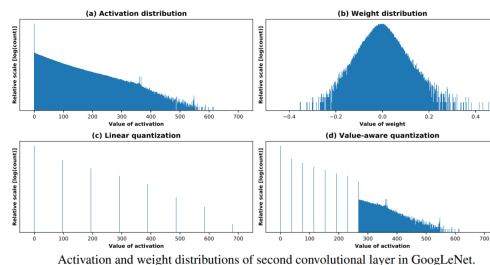 (a) Activation distribution
Relative scale [log(count)]
0 100 200 300 400 500 600 700
Value of activation
(b) Weight distribution
Relative scale [log(count)]
−0.4 −0.2 0.0 0.2 0.4
Value of weight
(c) Linear quantization
Relative scale [log(count)]
0 100 200 300 400 500 600 700
Value of activation
(d) Value-aware quantization
Relative scale [log(count)]
0 100 200 300 400 500 600 700
Value of activation
Activation and weight distributions of second convolutional layer in GoogLeNet.